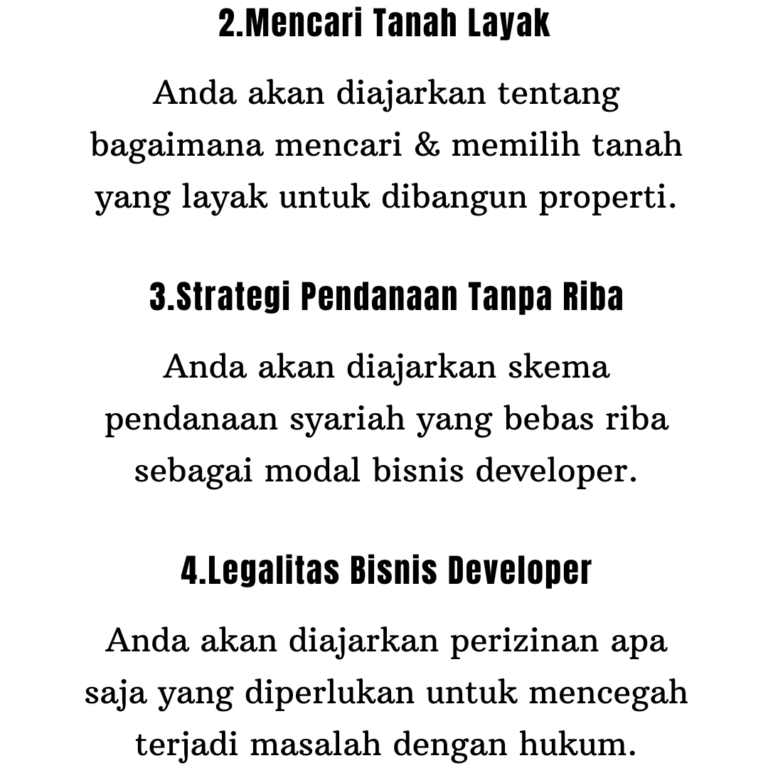 2.Mencari Tanah Layak
Anda akan diajarkan tentang
bagaimana mencari & memilih tanah
yang layak untuk dibangun properti.
3.Strategi Pendanaan Tanpa Riba
Anda akan diajarkan skema
pendanaan syariah yang bebas riba
sebagai modal bisnis developer.
4.Legalitas Bisnis Developer
Anda akan diajarkan perizinan apa
saja yang diperlukan untuk mencegah
terjadi masalah dengan hukum.